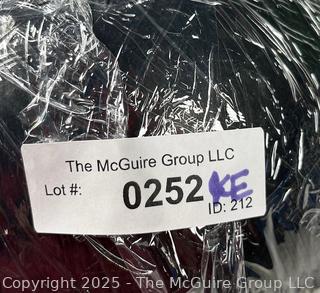 The McGuire Group LLC
Lot #: 0252 KE
ID: 212
Copyright 2025 - The McGuire Group LLC